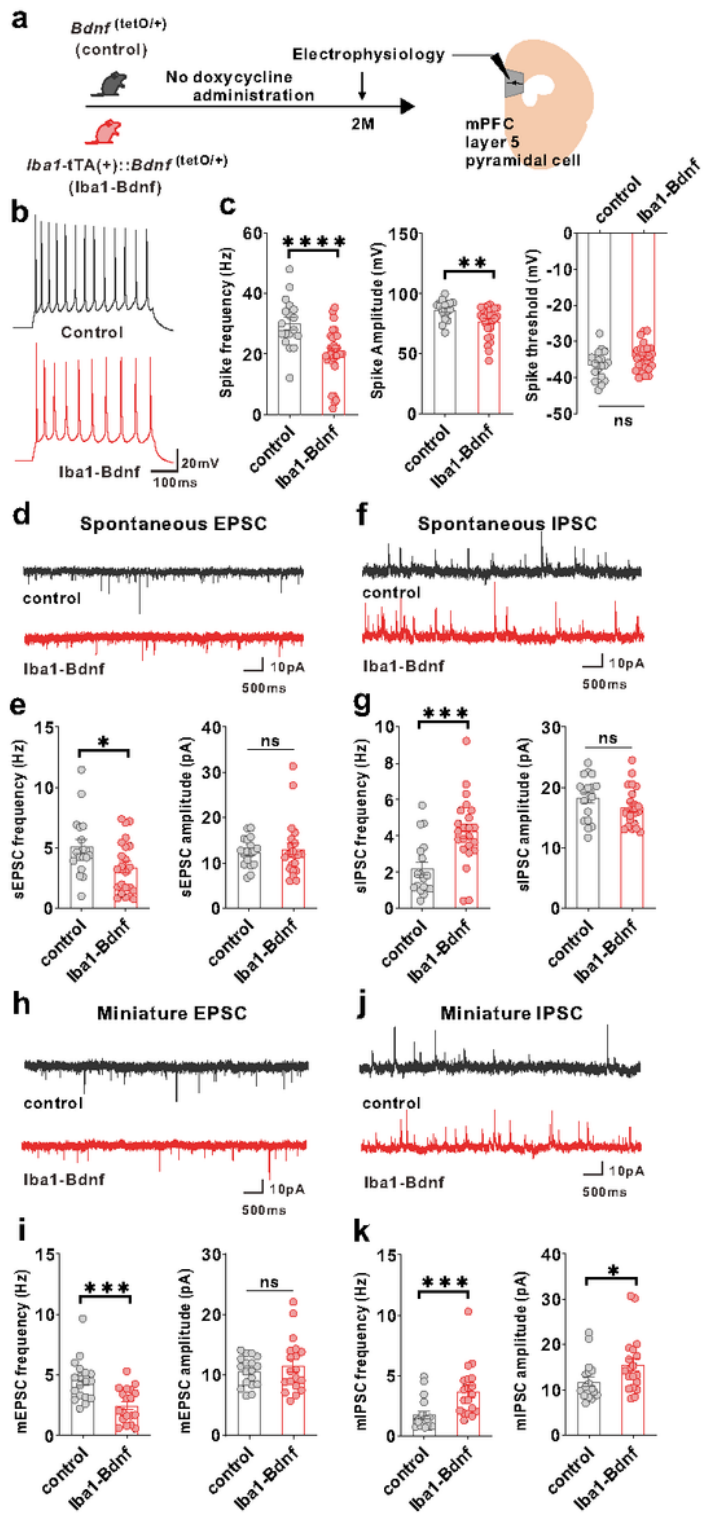 a
Bdnf (tetO/+)
(control)
No doxycycline
administration
Electrophysiology
2M
mPFC
layer 5
pyramidal cell
Iba1-tTA(+)::Bdnf (tetO/+)
(Iba1-Bdnf)
b
Control
Iba1-Bdnf
20mV
100ms
c
Spike frequency (Hz)
60
40
20
0
****
control
Iba1-Bdnf
Spike Amplitude (mV)
150
100
50
0
**
control
Iba1-Bdnf
control
Iba1-Bdnf
Spike threshold (mV)
0
-10
-20
-30
-40
-50
ns
d
Spontaneous EPSC
control
Iba1-Bdnf
10pA
500ms
f
Spontaneous IPSC
control
Iba1-Bdnf
10pA
500ms
e
sEPSC frequency (Hz)
15
10
5
0
*
control
Iba1-Bdnf
sEPSC amplitude (pA)
40
30
20
10
0
ns
control
Iba1-Bdnf
g
sIPSC frequency (Hz)
10
8
6
4
2
0
***
control
Iba1-Bdnf
sIPSC amplitude (pA)
30
20
10
0
ns
control
Iba1-Bdnf
h
Miniature EPSC
control
Iba1-Bdnf
10pA
500ms
j
Miniature IPSC
control
Iba1-Bdnf
10pA
500ms
i
mEPSC frequency (Hz)
15
10
5
0
***
control
Iba1-Bdnf
mEPSC amplitude (pA)
30
20
10
0
ns
control
Iba1-Bdnf
k
mIPSC frequency (Hz)
15
10
5
0
***
control
Iba1-Bdnf
mIPSC amplitude (pA)
40
30
20
10
0
*
control
Iba1-Bdnf